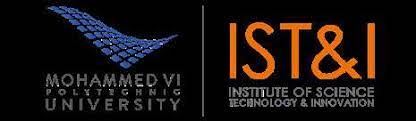 MOHAMMED VI
POLYTECHNIC
UNIVERSITY
IST&I
INSTITUTE OF SCIENCE
TECHNOLOGY & INNOVATION